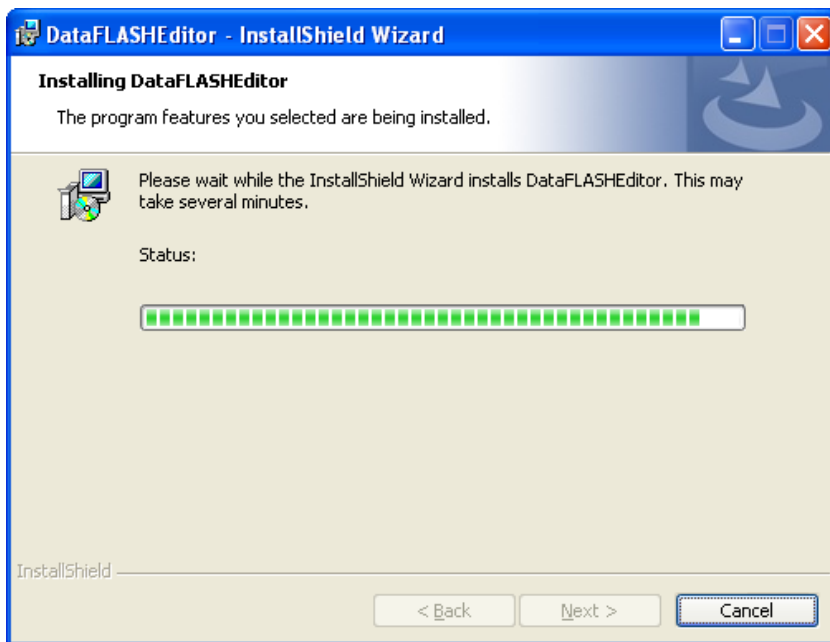 DataFLASHEditor - InstallShield Wizard
Installing DataFLASHEditor
The program features you selected are being installed.
Please wait while the InstallShield Wizard installs DataFLASHEditor. This may
take several minutes.
Status:
InstallShield
< Back
Next >
Cancel